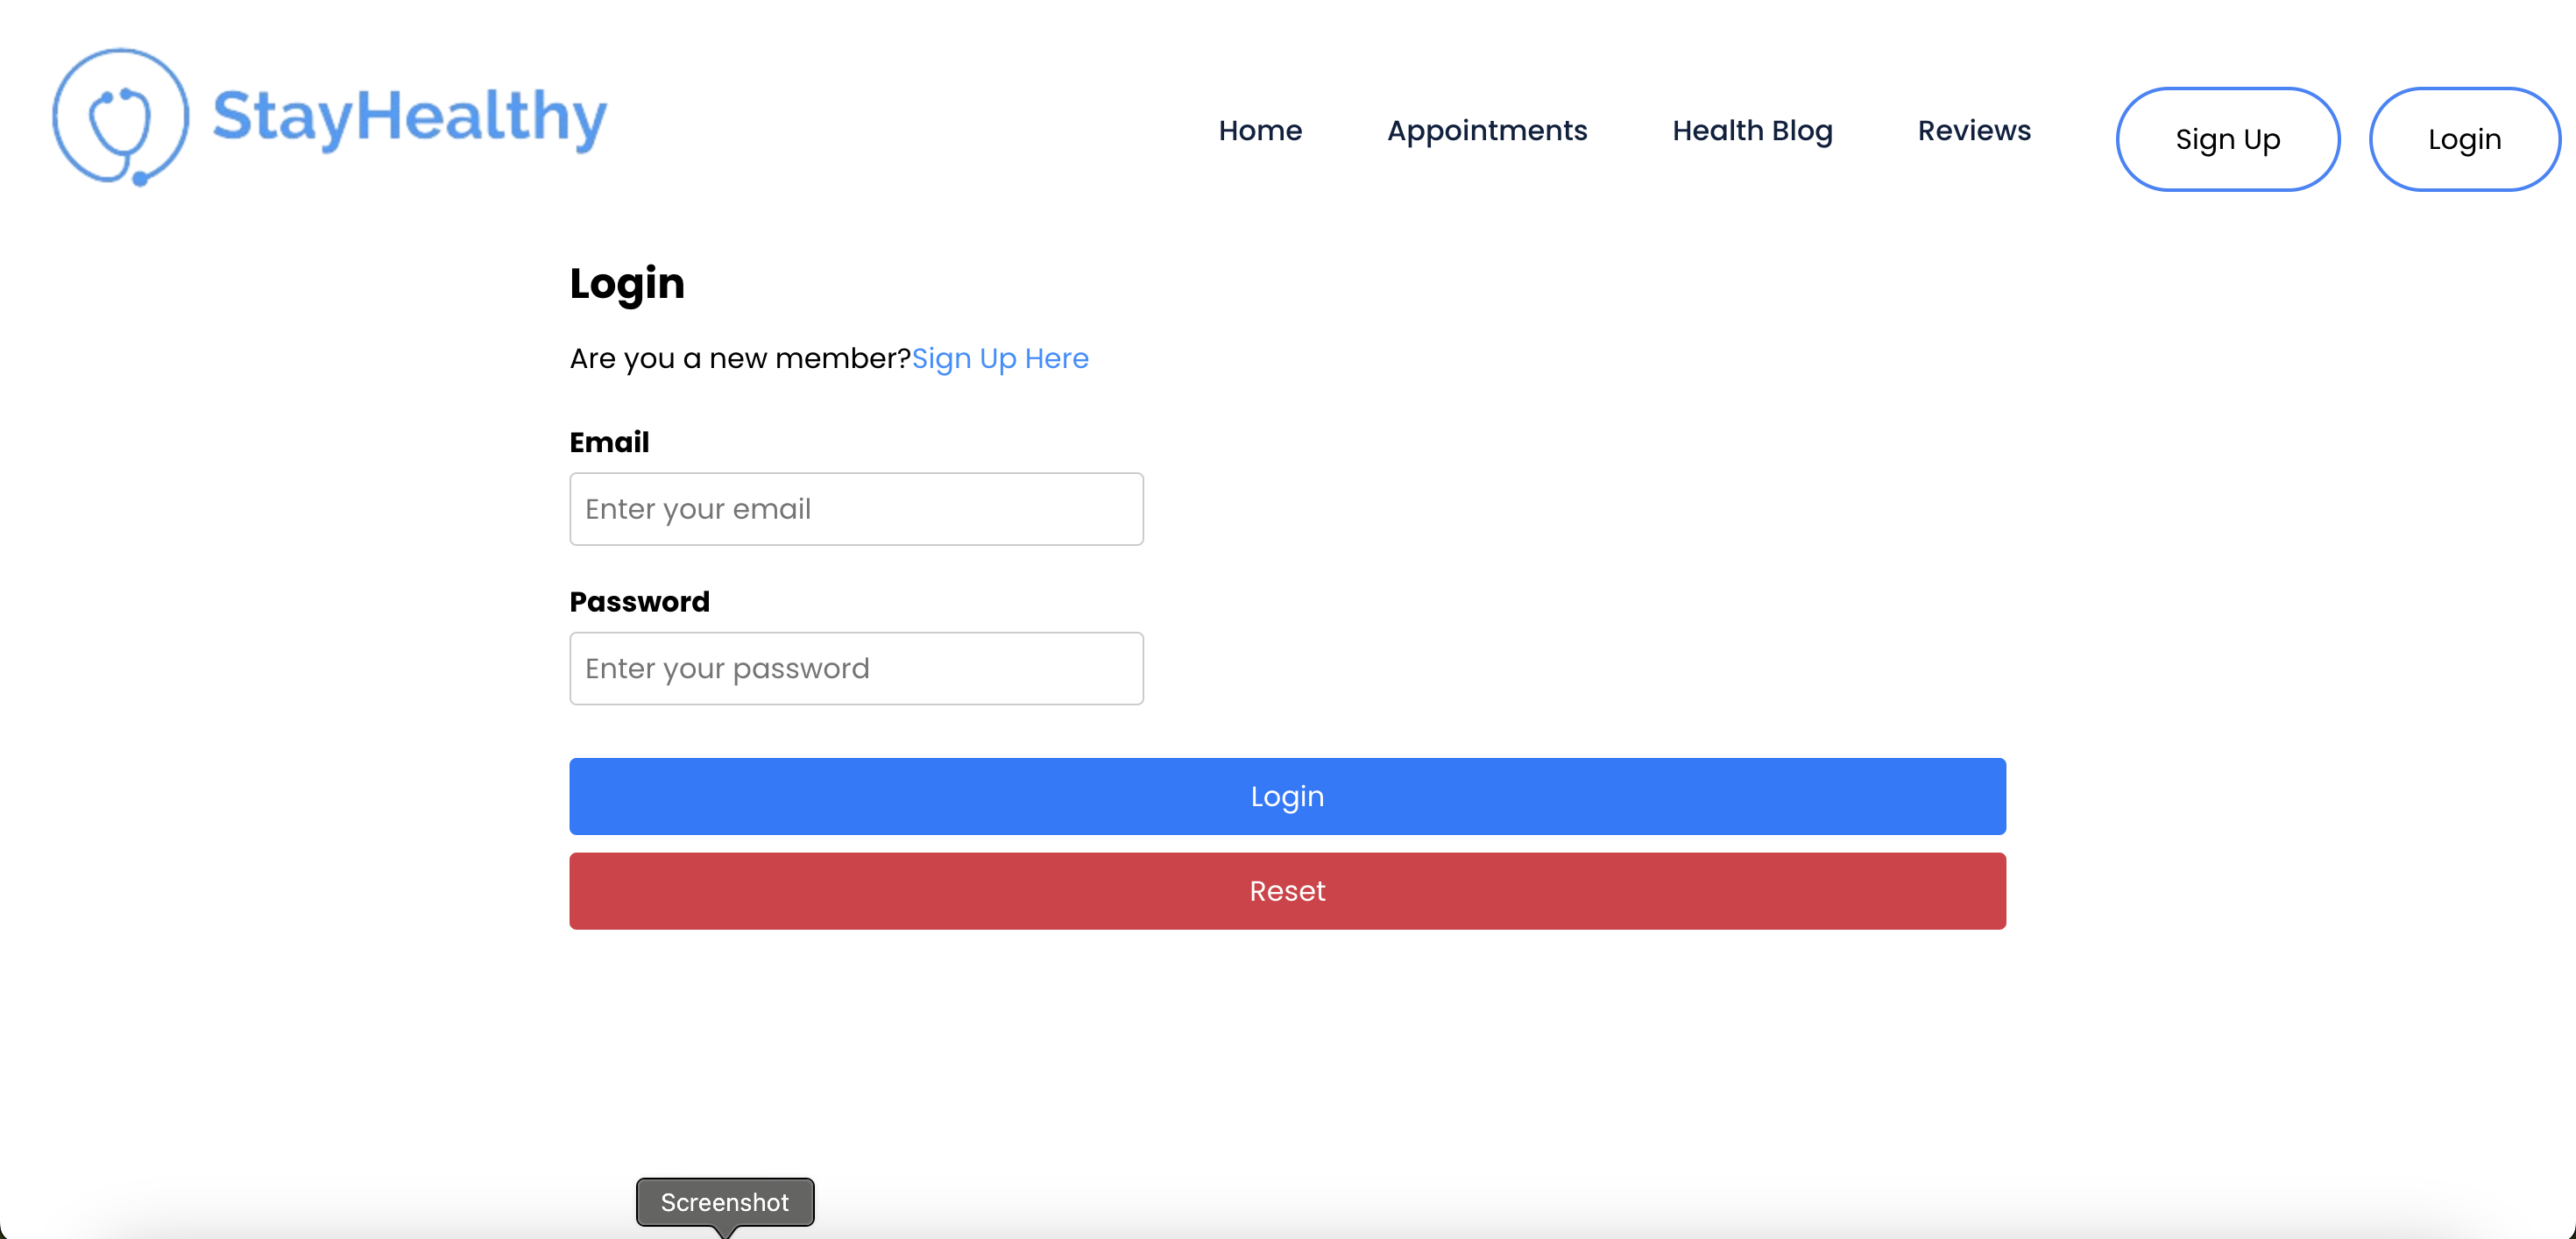 StayHealthy
Home Appointments Health Blog Reviews Sign Up Login
Login
Are you a new member?Sign Up Here
Email
Enter your email
Password
Enter your password
Login
Reset
Screenshot